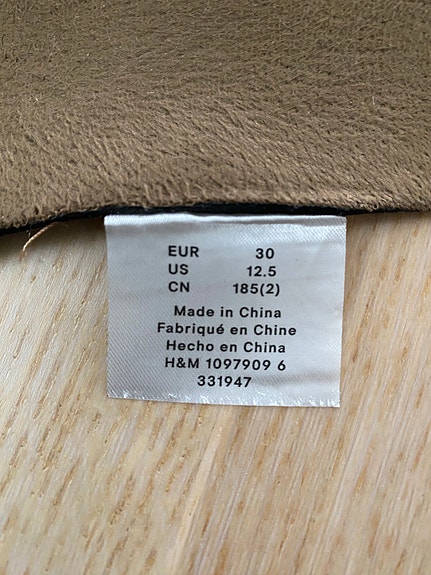 EUR 30
US 12.5
CN 185(2)
Made in China
Fabriqué en Chine
Hecho en China
H&M 1097909 6
331947